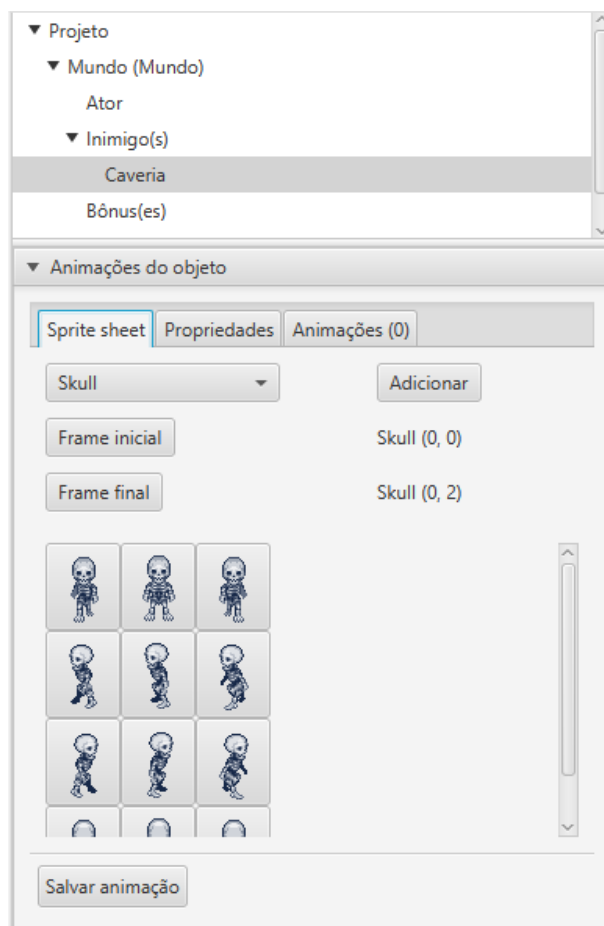 Projeto
Mundo (Mundo)
Ator
Inimigo(s)
Caveria
Bônus(es)
Animações do objeto
Sprite sheet Propriedades Animações (0)
Skull Adicionar
Frame inicial Skull (0, 0)
Frame final Skull (0, 2)
Salvar animação